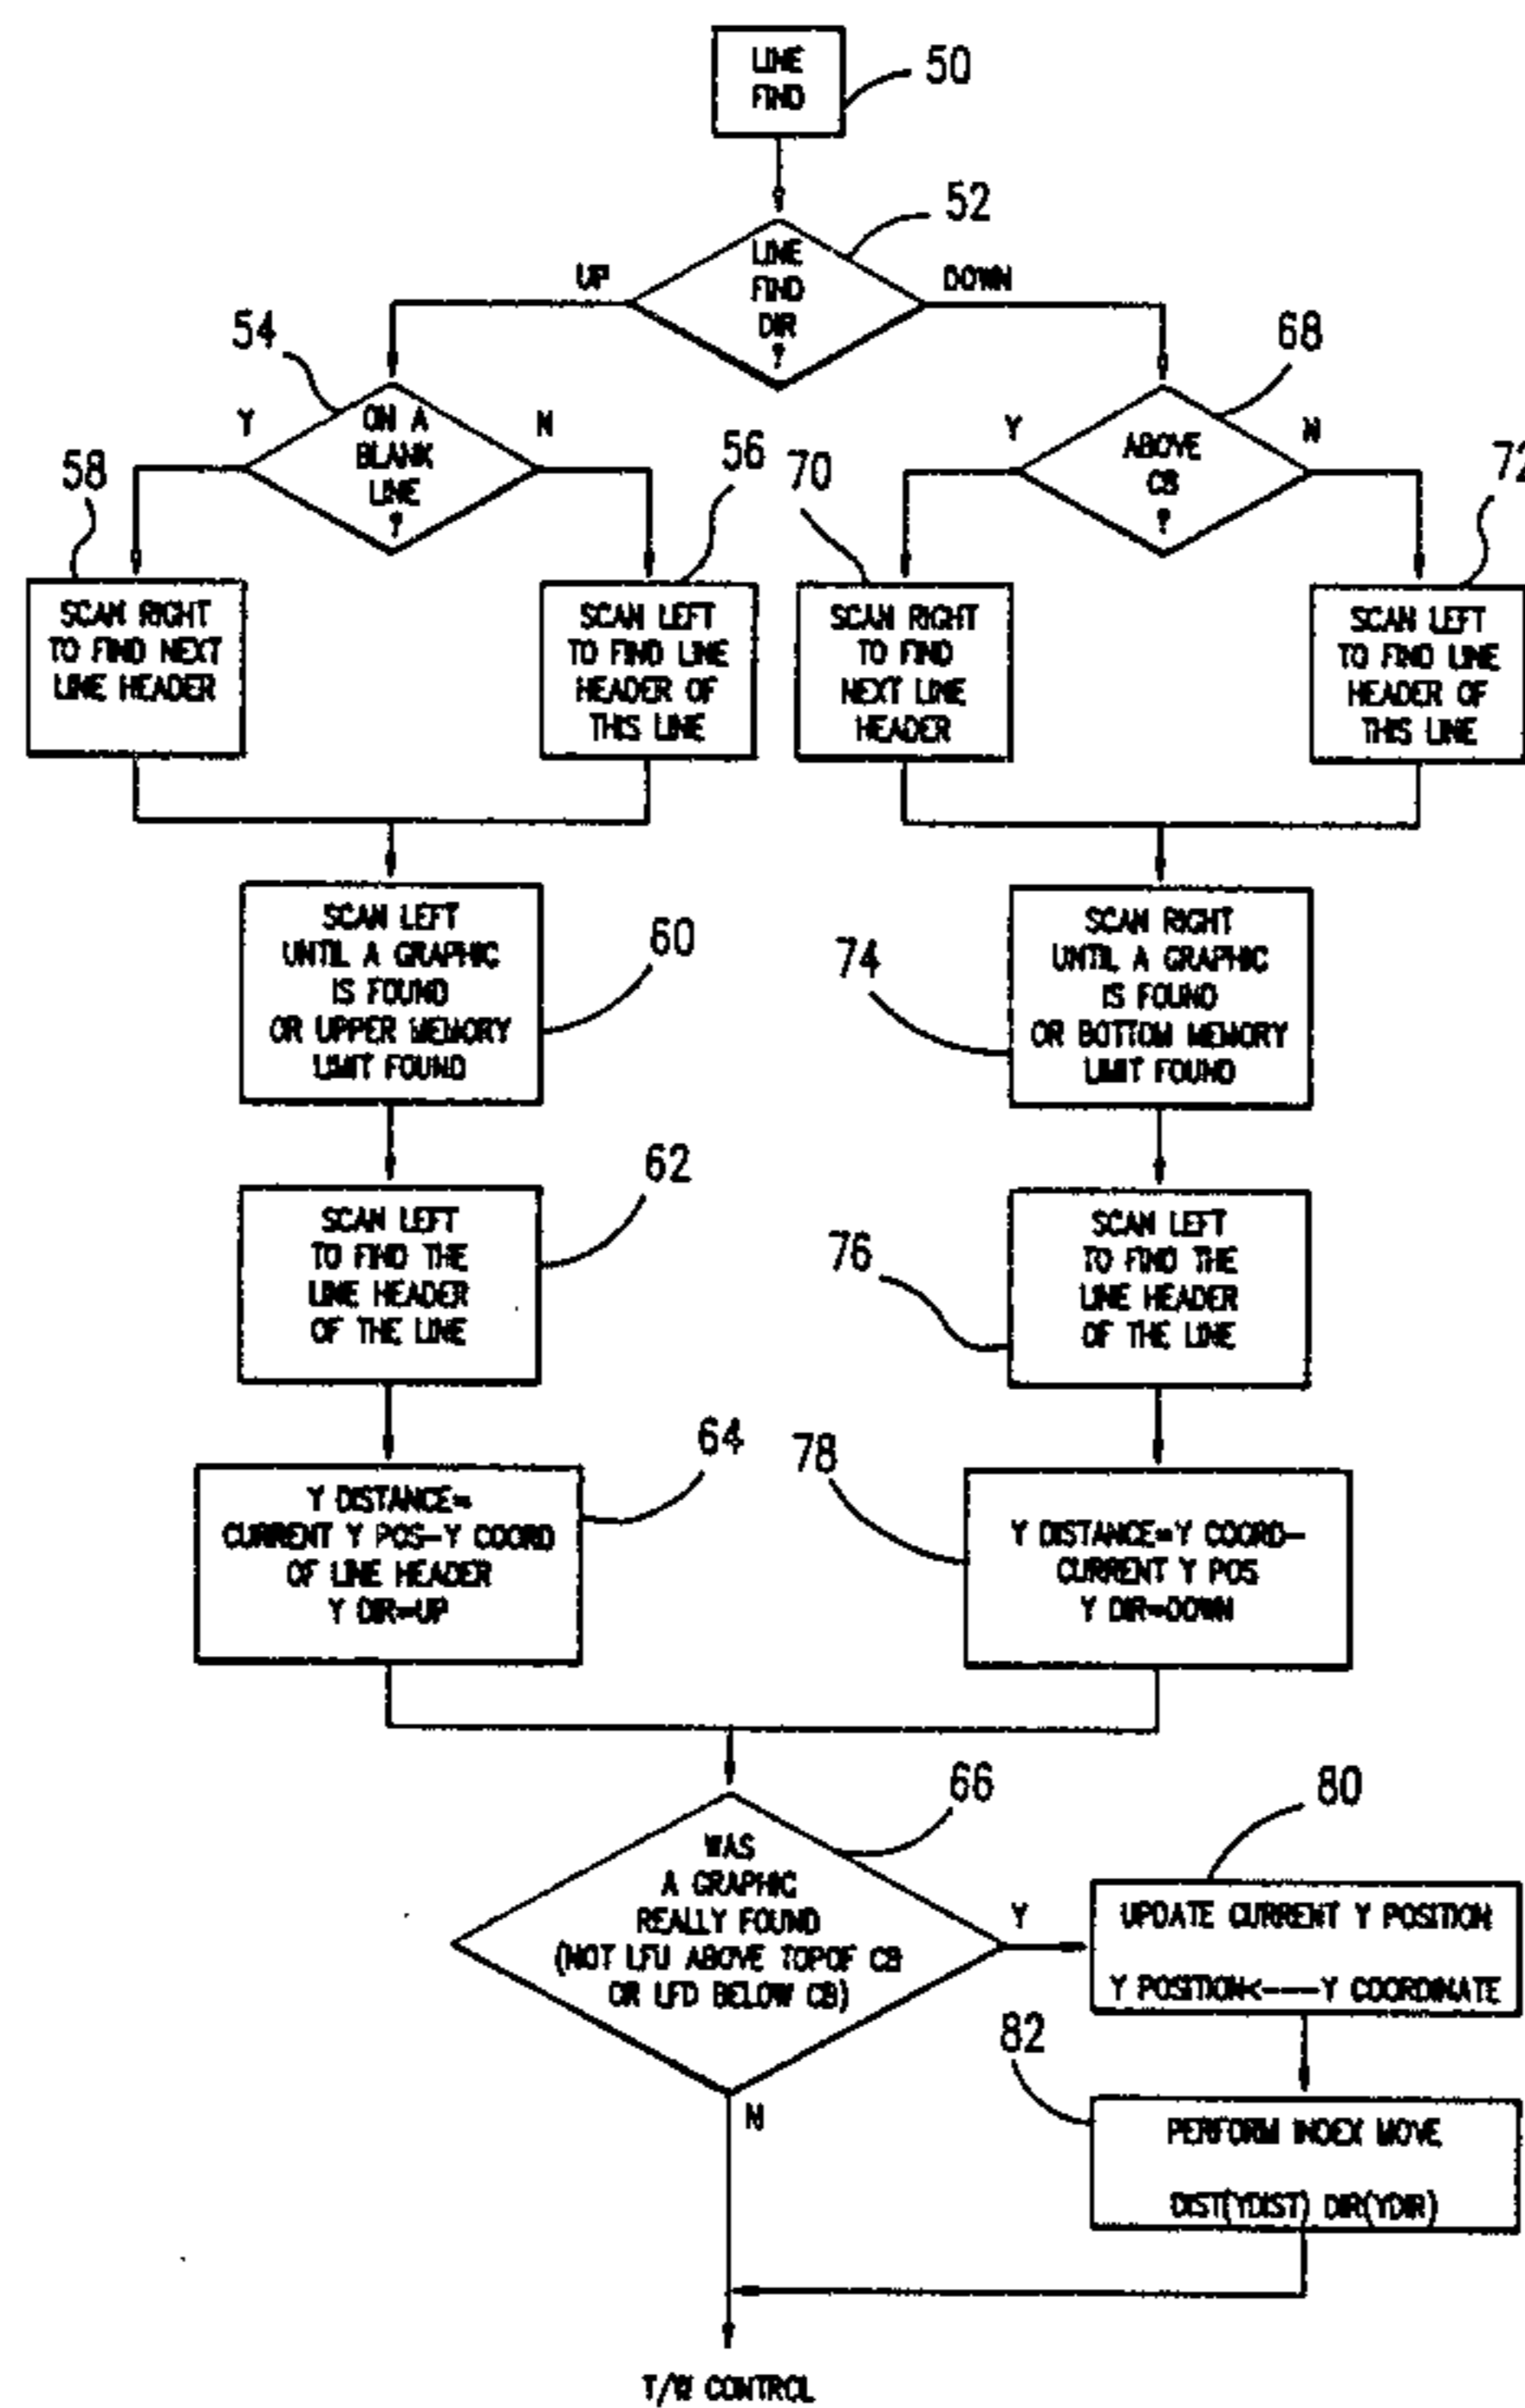 LINE
FIND
50
52
LINE
FIND
DIR
?
UP
DOWN
54
68
ON A
BLANK
LINE
?
Y
N
ABOVE
CB
?
Y
N
58
56
70
72
SCAN RIGHT
TO FIND NEXT
LINE HEADER
SCAN LEFT
TO FIND LINE
HEADER OF
THIS LINE
SCAN RIGHT
TO FIND
NEXT LINE
HEADER
SCAN LEFT
TO FIND LINE
HEADER OF
THIS LINE
SCAN LEFT
UNTIL A GRAPHIC
IS FOUND
OR UPPER MEMORY
LIMIT FOUND
60
74
SCAN RIGHT
UNTIL A GRAPHIC
IS FOUND
OR BOTTOM MEMORY
LIMIT FOUND
62
SCAN LEFT
TO FIND THE
LINE HEADER
OF THE LINE
76
SCAN LEFT
TO FIND THE
LINE HEADER
OF THE LINE
64
Y DISTANCE=
CURRENT Y POS-Y COORD
OF LINE HEADER
Y DIR=UP
78
Y DISTANCE=Y COORD-
CURRENT Y POS
Y DIR=DOWN
66
WAS
A GRAPHIC
REALLY FOUND
(NOT LFU ABOVE TOPOF CB
OR LFD BELOW CB)
Y
N
80
UPDATE CURRENT Y POSITION
Y POSITION<---Y COORDINATE
82
PERFORM INDEX MOVE
DIST(YDIST) DIR(YDIR)
T/W CONTROL